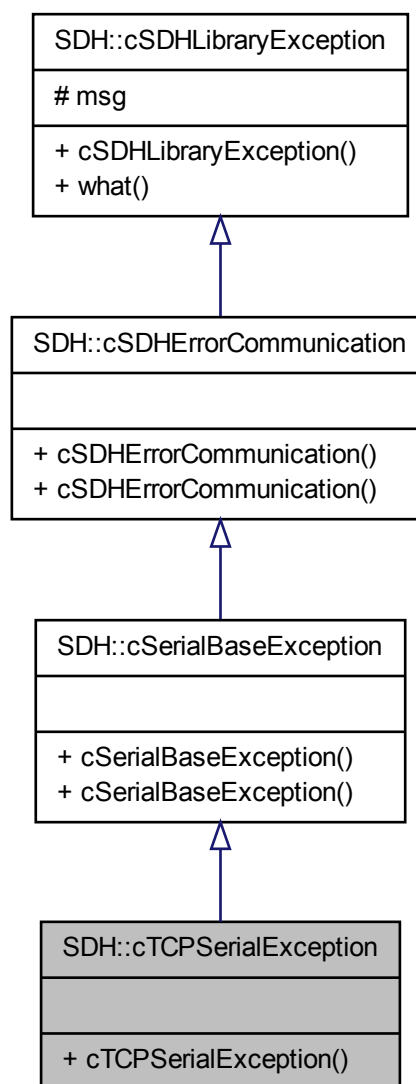 SDH::cSDHLibraryException
# msg
+ cSDHLibraryException()
+ what()
SDH::cSDHErrorCommunication
+ cSDHErrorCommunication()
+ cSDHErrorCommunication()
SDH::cSerialBaseException
+ cSerialBaseException()
+ cSerialBaseException()
SDH::cTCPSerialException
+ cTCPSerialException()